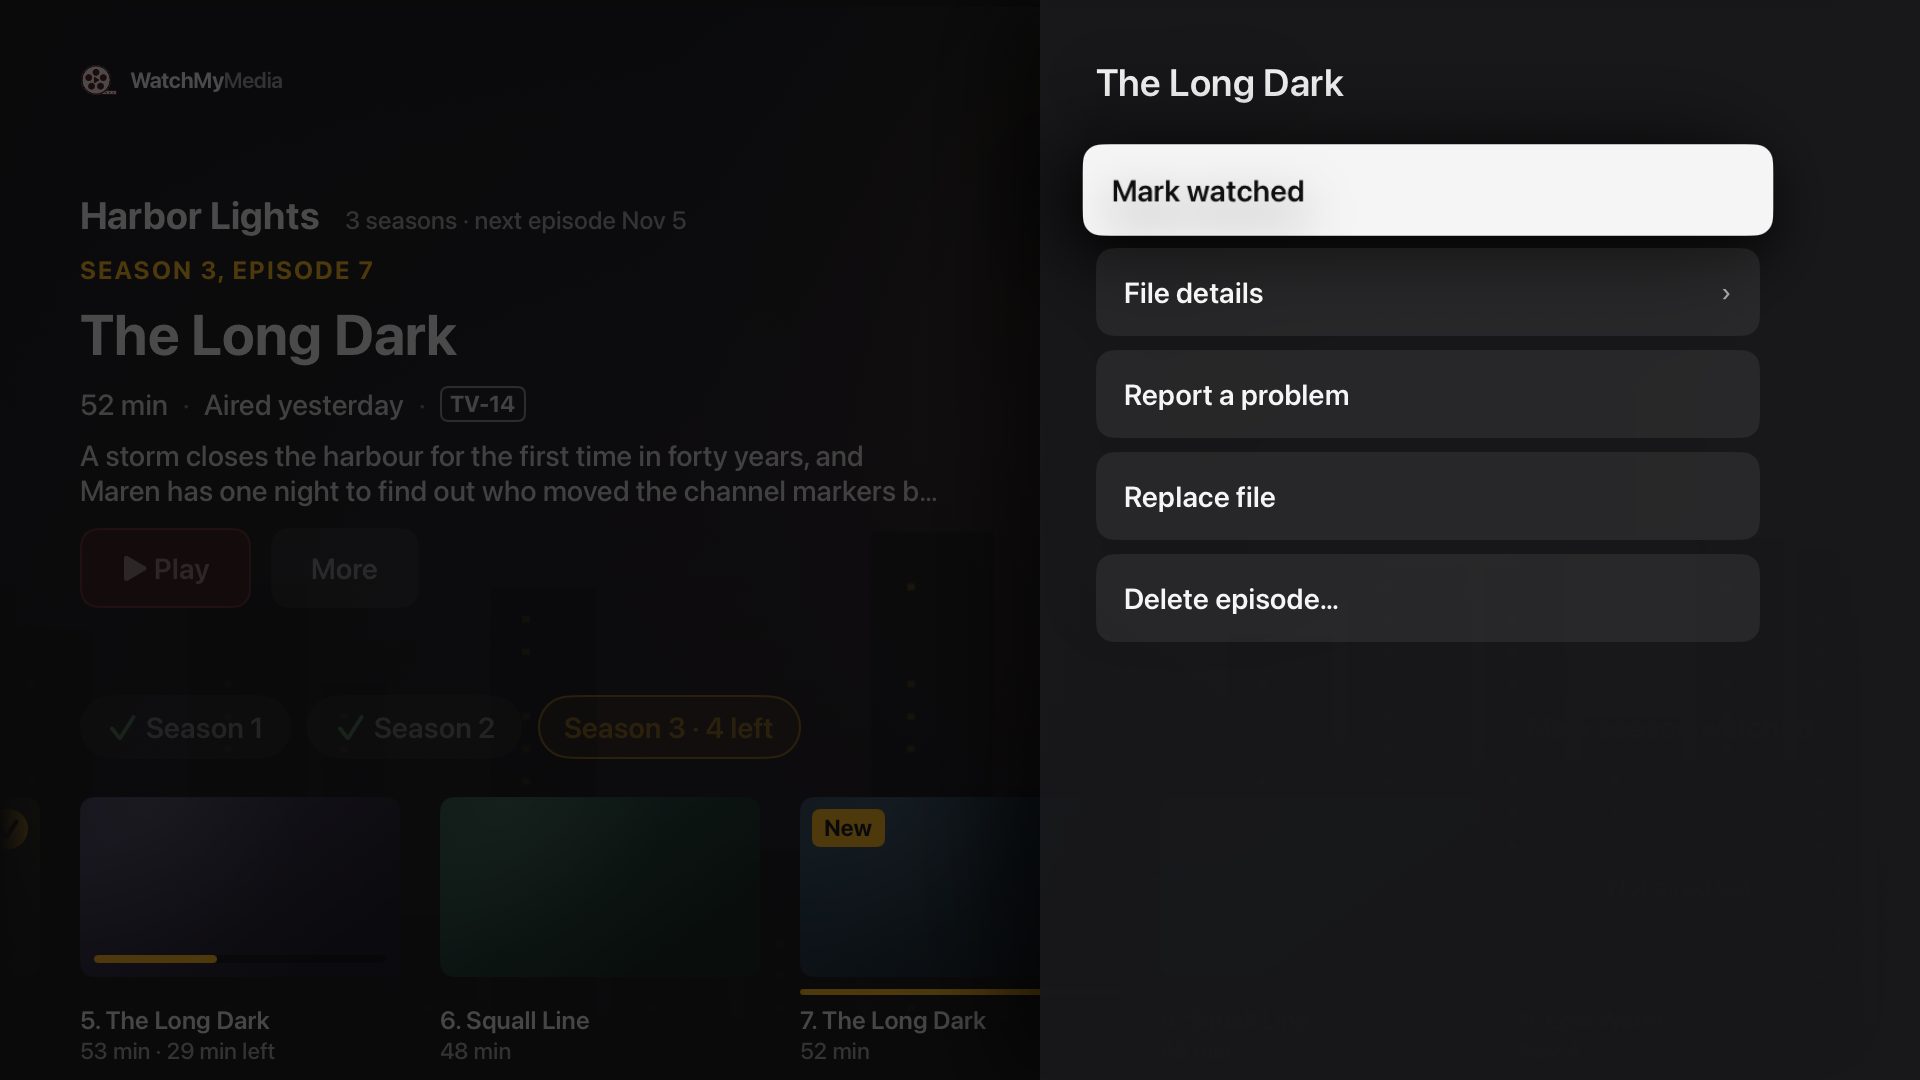 WatchMyMedia
Harbor Lights 3 seasons · next episode Nov 5
SEASON 3, EPISODE 7
The Long Dark
52 min · Aired yesterday · TV-14
A storm closes the harbour for the first time in forty years, and
Maren has one night to find out who moved the channel markers b…
Play More
Season 1 Season 2 Season 3 · 4 left
New
5. The Long Dark
53 min · 29 min left
6. Squall Line
48 min
7. The Long Dark
52 min
The Long Dark
Mark watched
File details ›
Report a problem
Replace file
Delete episode…